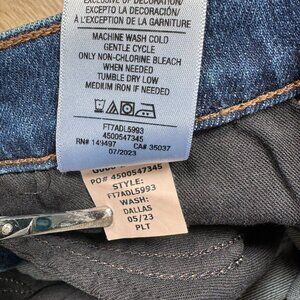 EXCLUSIVE OF DECORATION/
EXCEPTO LA DECORACIÓN/
À L'EXCEPTION DE LA GARNITURE
MACHINE WASH COLD
GENTLE CYCLE
ONLY NON-CHLORINE BLEACH
WHEN NEEDED
TUMBLE DRY LOW
MEDIUM IRON IF NEEDED
FT7ADL5993
4500547345
RN# 149497 CA# 35037
07/2023
PO# 4500547345
STYLE:
FT7ADL5993
WASH:
DALLAS
05/23
PLT